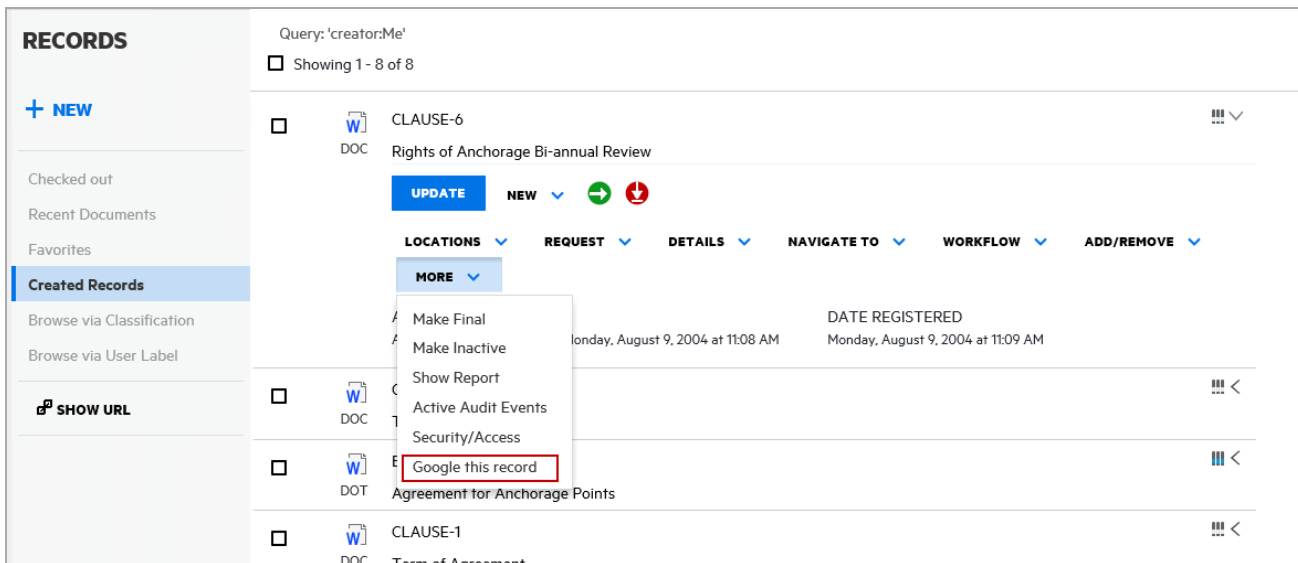 RECORDS
+ NEW
Checked out
Recent Documents
Favorites
Created Records
Browse via Classification
Browse via User Label
SHOW URL
Query: 'creator:Me'
Showing 1 - 8 of 8
W
DOC
CLAUSE-6
Rights of Anchorage Bi-annual Review
UPDATE NEW
LOCATIONS REQUEST DETAILS NAVIGATE TO WORKFLOW ADD/REMOVE
MORE
Make Final
Make Inactive
Show Report
Active Audit Events
Security/Access
Google this record
August 9, 2004 at 11:08 AM
DATE REGISTERED
Monday, August 9, 2004 at 11:09 AM
W
DOC
W
DOT
Agreement for Anchorage Points
W
DOC
CLAUSE-1
Term of Agreement